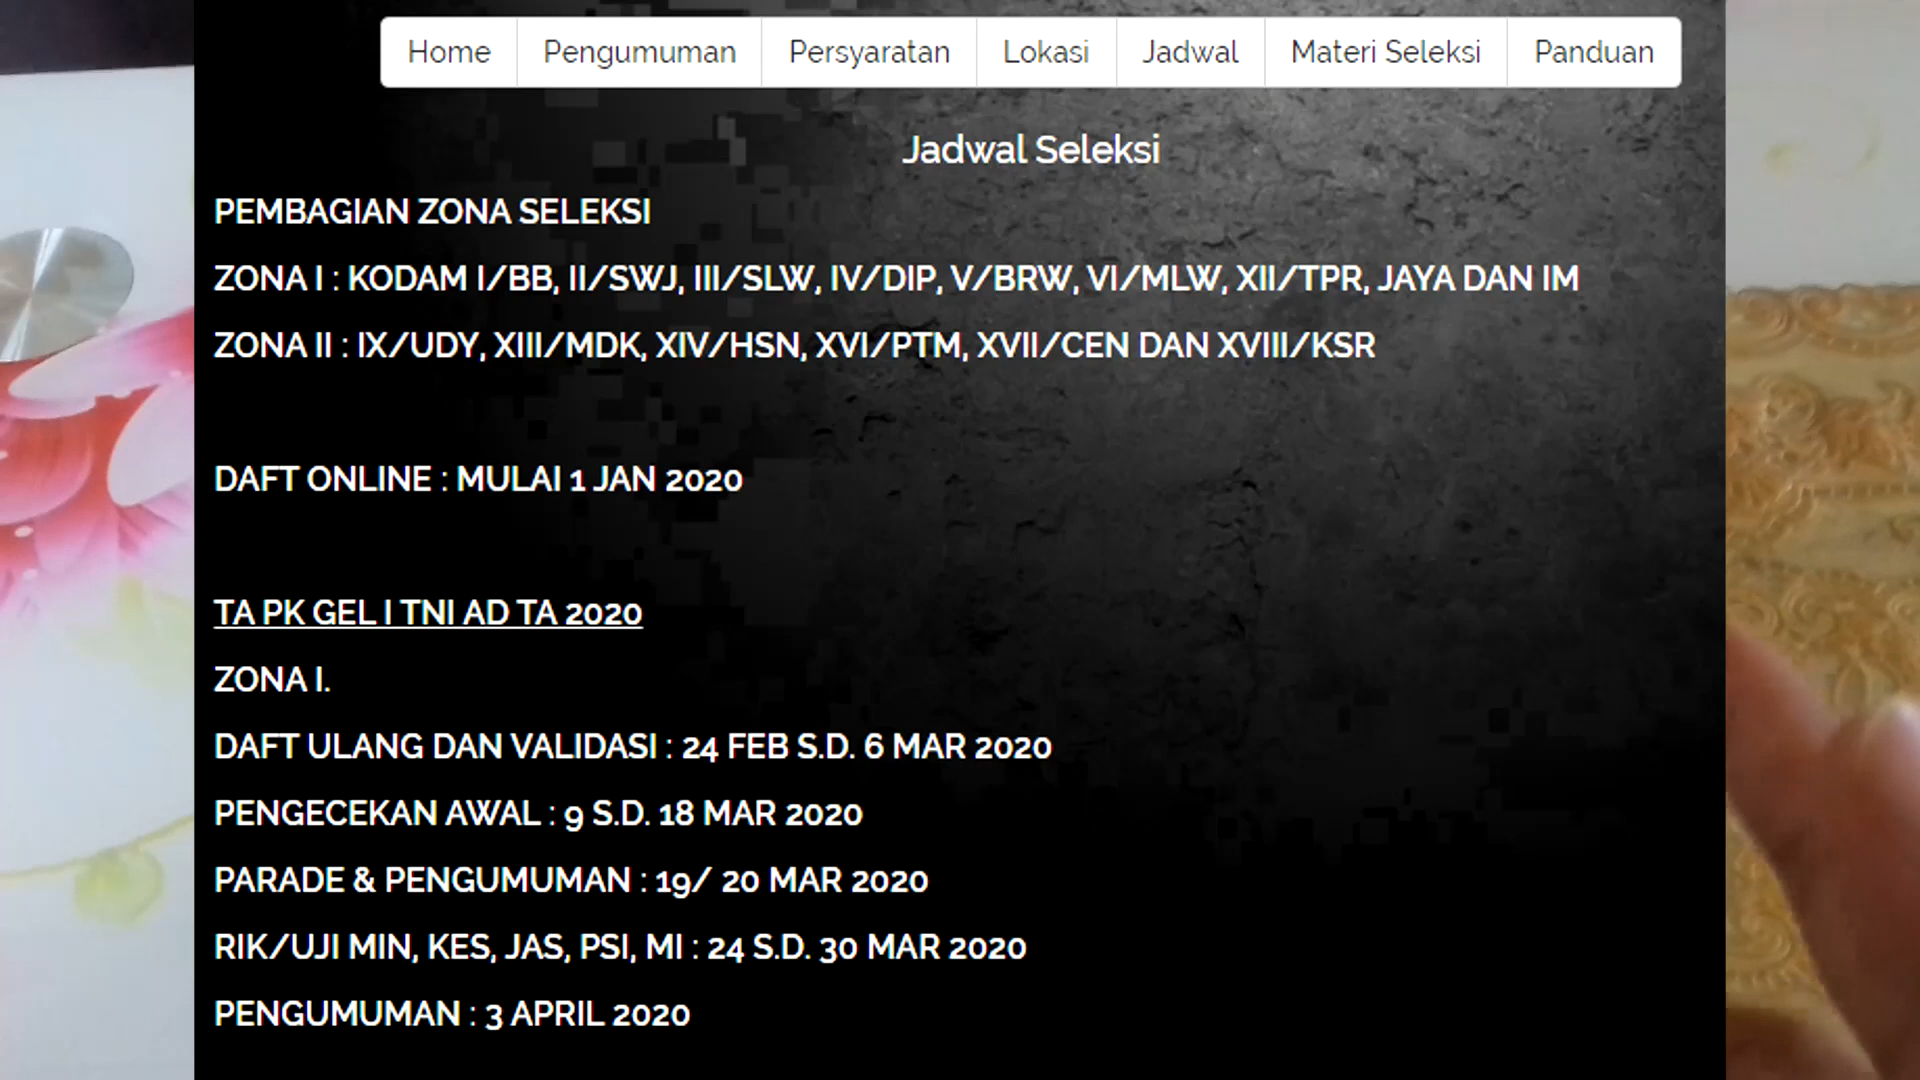 Home Pengumuman Persyaratan Lokasi Jadwal Materi Seleksi Panduan
Jadwal Seleksi
PEMBAGIAN ZONA SELEKSI
ZONA I : KODAM I/BB, II/SWJ, III/SLW, IV/DIP, V/BRW, VI/MLW, XII/TPR, JAYA DAN IM
ZONA II : IX/UDY, XIII/MDK, XIV/HSN, XVI/PTM, XVII/CEN DAN XVIII/KSR
DAFT ONLINE : MULAI 1 JAN 2020
TA PK GEL I TNI AD TA 2020
ZONA I.
DAFT ULANG DAN VALIDASI : 24 FEB S.D. 6 MAR 2020
PENGECEKAN AWAL : 9 S.D. 18 MAR 2020
PARADE & PENGUMUMAN : 19/ 20 MAR 2020
RIK/UJI MIN, KES, JAS, PSI, MI : 24 S.D. 30 MAR 2020
PENGUMUMAN : 3 APRIL 2020